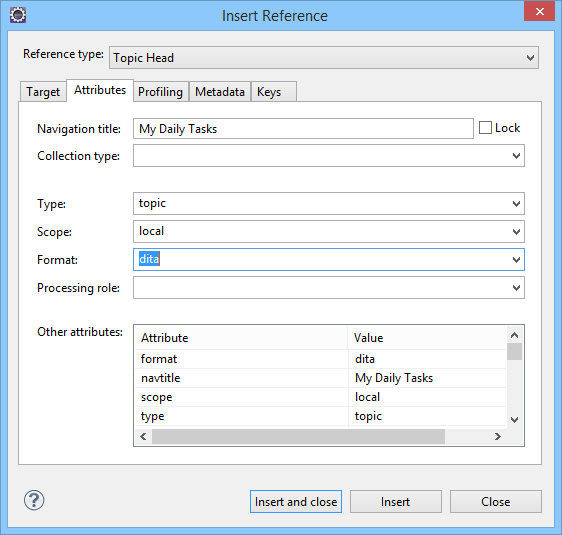 Insert Reference
Reference type: Topic Head
Target Attributes Profiling Metadata Keys
Navigation title: My Daily Tasks Lock
Collection type:
Type: topic
Scope: local
Format: dita
Processing role:
Other attributes: Attribute Value
format dita
navtitle My Daily Tasks
scope local
type topic
? Insert and close Insert Close